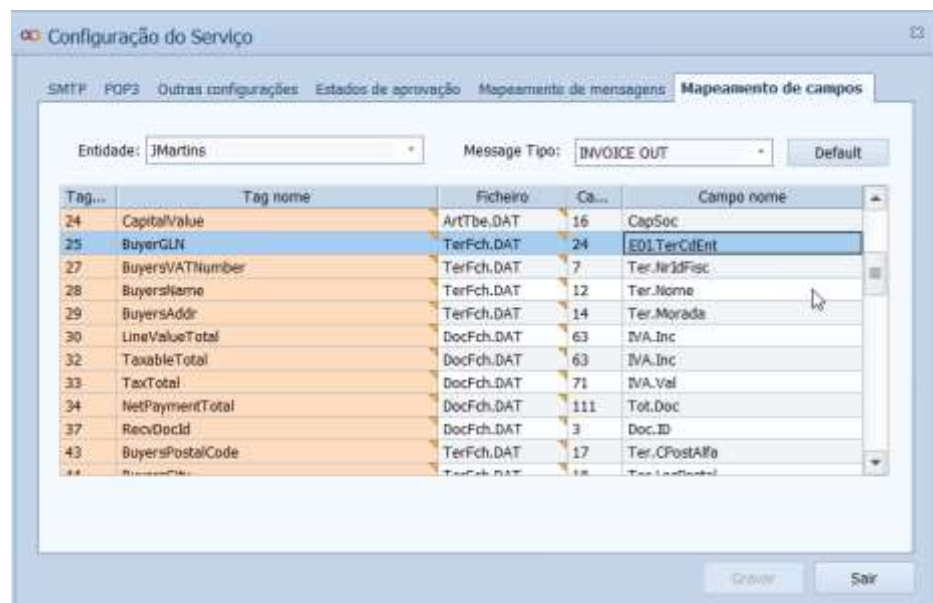 Configuração do Serviço
SMTP POP3 Outras configurações Estados de aprovação Mapeamento de mensagens Mapeamento de campos
Entidade: JMartins Message Tipo: INVOICE OUT Default
Tag... Tag nome Ficheiro Ca... Campo nome
24 CapitalValue ArtTbe.DAT 16 CapSoc
25 BuyerGLN TerFch.DAT 24 E01.TerCdEnt
27 BuyersVATNumber TerFch.DAT 7 Ter.NrIdFisc
28 BuyersName TerFch.DAT 12 Ter.Nome
29 BuyersAddr TerFch.DAT 14 Ter.Morada
30 LineValueTotal DocFch.DAT 63 IVA.Inc
32 TaxableTotal DocFch.DAT 63 IVA.Inc
33 TaxTotal DocFch.DAT 71 IVA.Val
34 NetPaymentTotal DocFch.DAT 111 Tot.Doc
37 RecvDocId DocFch.DAT 3 Doc.ID
43 BuyersPostalCode TerFch.DAT 17 Ter.CPostAlfa
Gravar Sair